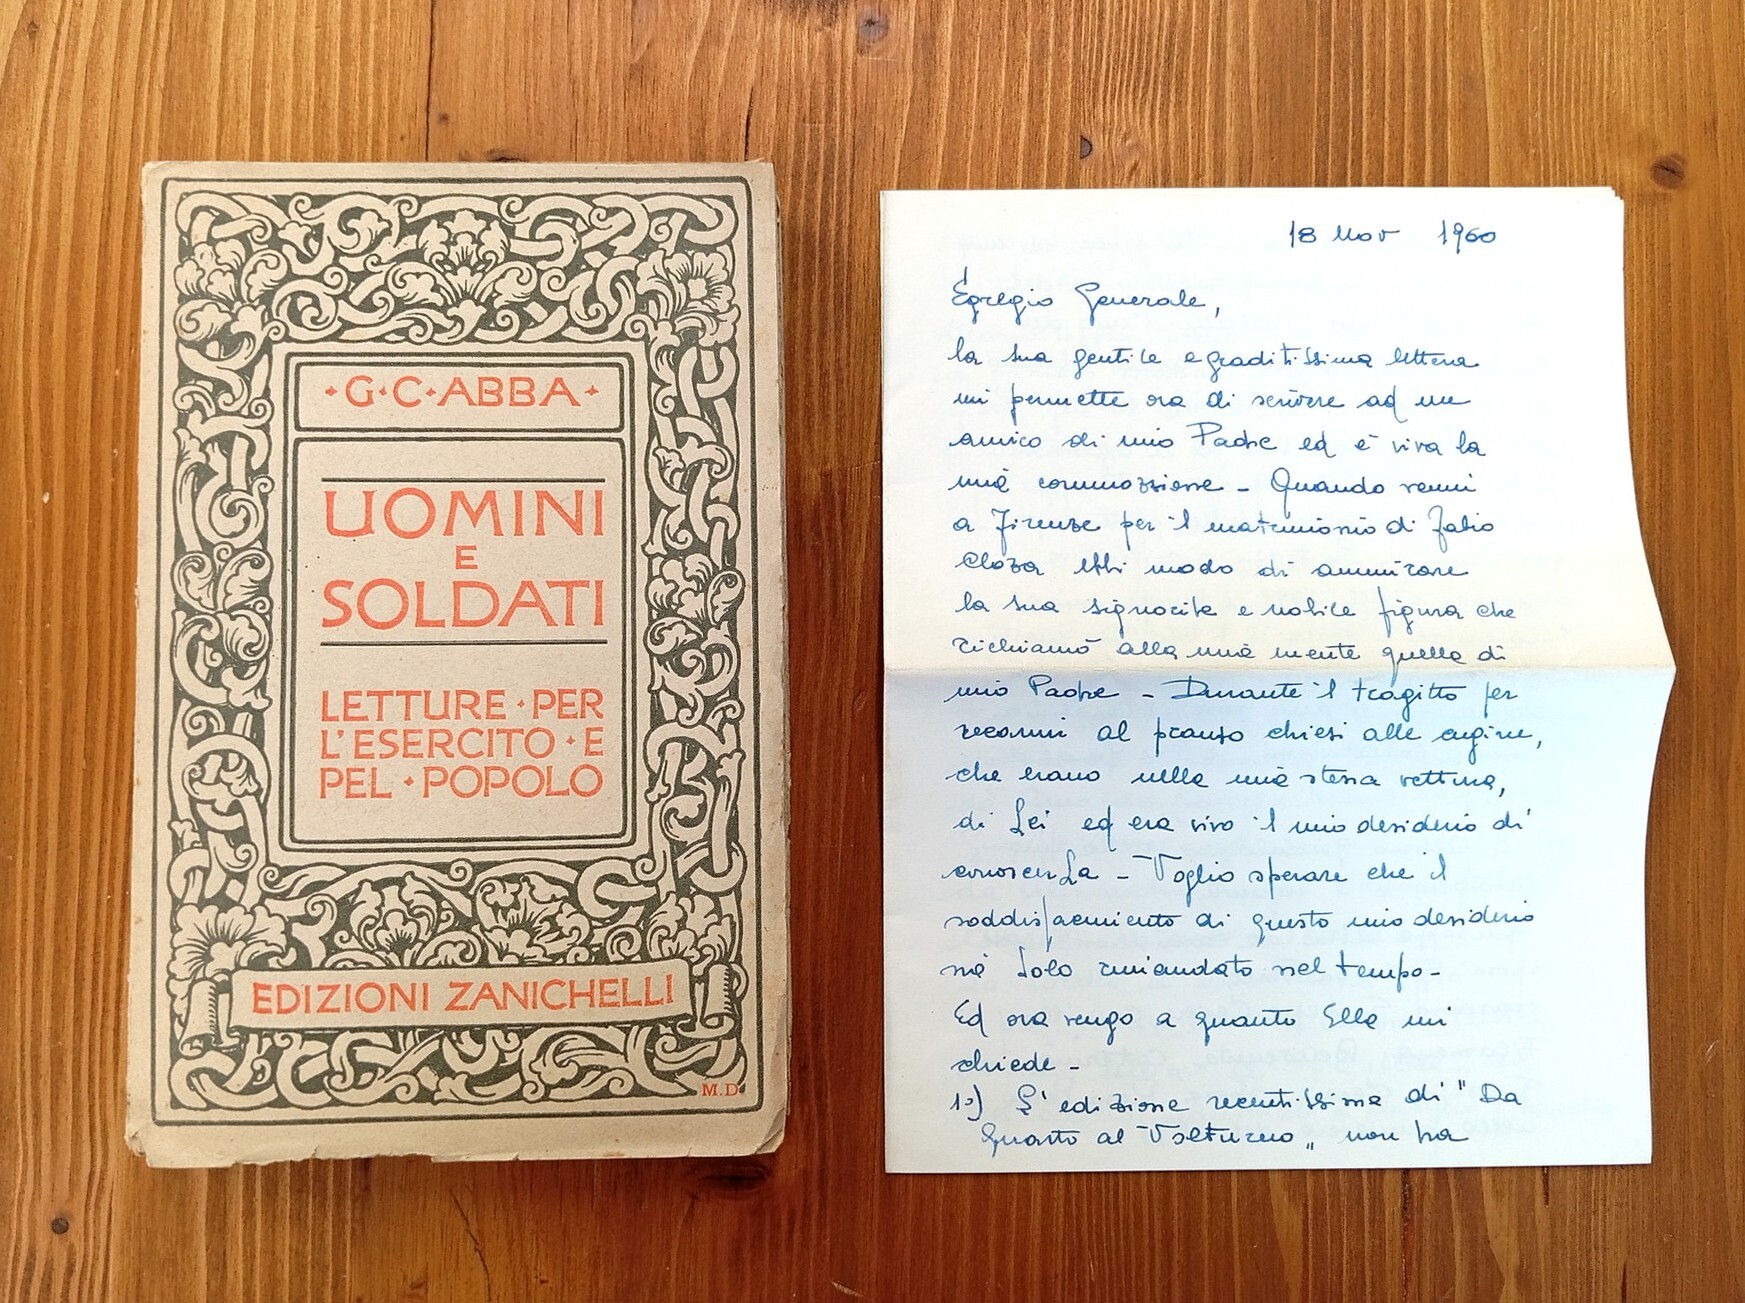 G·C·ABBA
UOMINI
E
SOLDATI
LETTURE·PER
L'ESERCITO·E
PEL·POPOLO
EDIZIONI ZANICHELLI
M.D.
18 Nov 1960
Egregio Generale,
la sua gentile e graditissima lettera
mi permette ora di scrivere ad un
amico di mio Padre ed è viva la
mia commozione - Quando venni
a Firenze per il matrimonio di Fabio
Cloza ebbi modo di ammirare
la sua signorile e nobile figura che
richiamò alla mia mente quella di
mio Padre - Durante il tragitto per
recarmi al pranzo chiesi alle cugine,
che erano nella mia stessa vettura,
di Lei ed era vivo il mio desiderio di
conoscenza - Voglio sperare che il
soddisfacimento di questo mio desiderio
sia solo rimandato nel tempo -
Ed ora vengo a quanto Ella mi
chiede -
1°) L'edizione recentissima di "Da
Quarto al Volturno" non ha